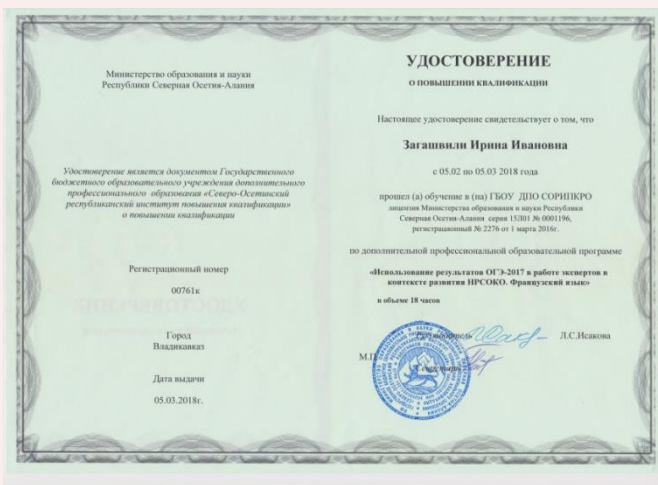 Министерство образования и науки
Республики Северная Осетия-Алания
Удостоверение является документом Государственного
бюджетного образовательного учреждения дополнительного
профессионального образования «Северо-Осетинский
республиканский институт повышения квалификации»
о повышении квалификации
Регистрационный номер
00761к
Город
Владикавказ
Дата выдачи
05.03.2018г.
УДОСТОВЕРЕНИЕ
О ПОВЫШЕНИИ КВАЛИФИКАЦИИ
Настоящее удостоверение свидетельствует о том, что
Загашвили Ирина Ивановна
с 05.02 по 05.03 2018 года
прошел (а) обучение в (на) ГБОУ ДПО СОРИПКРО
лицензия Министерства образования и науки Республики
Северная Осетия-Алания серия 15Л01 № 0001196,
регистрационный № 2276 от 1 марта 2016г.
по дополнительной профессиональной образовательной программе
«Использование результатов ОГЭ-2017 в работе экспертов в
контексте развития НРСОКО. Французский язык»
в объеме 18 часов
Руководитель Л.С.Исакова
М.П.
Секретарь